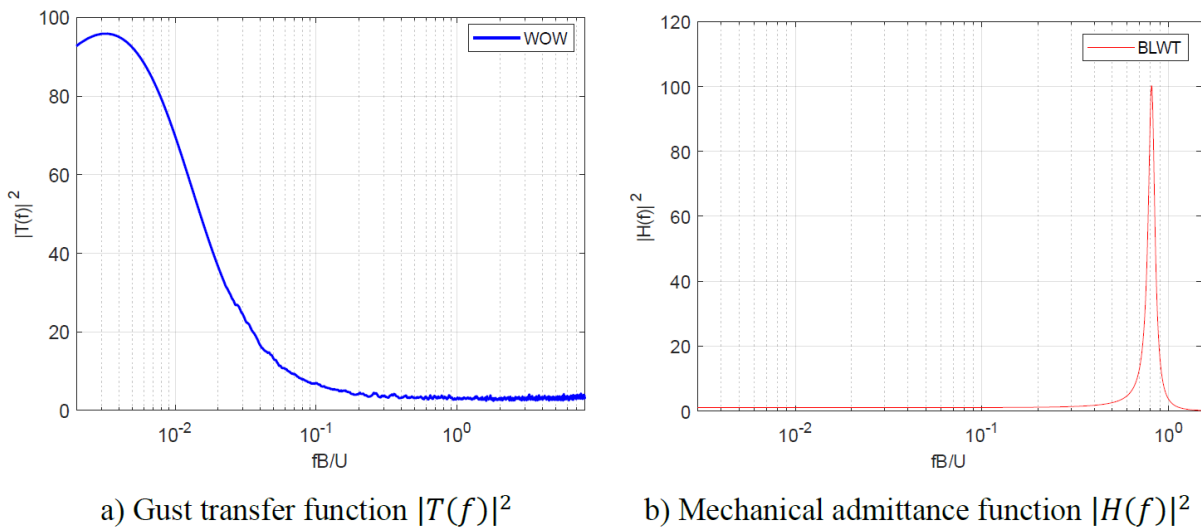 100
80
60
40
20
0
|T(f)|²
WOW
10⁻²
10⁻¹
10⁰
fB/U
120
100
80
60
40
20
0
|H(f)|²
BLWT
10⁻²
10⁻¹
10⁰
fB/U
a) Gust transfer function |T(f)|²
b) Mechanical admittance function |H(f)|²